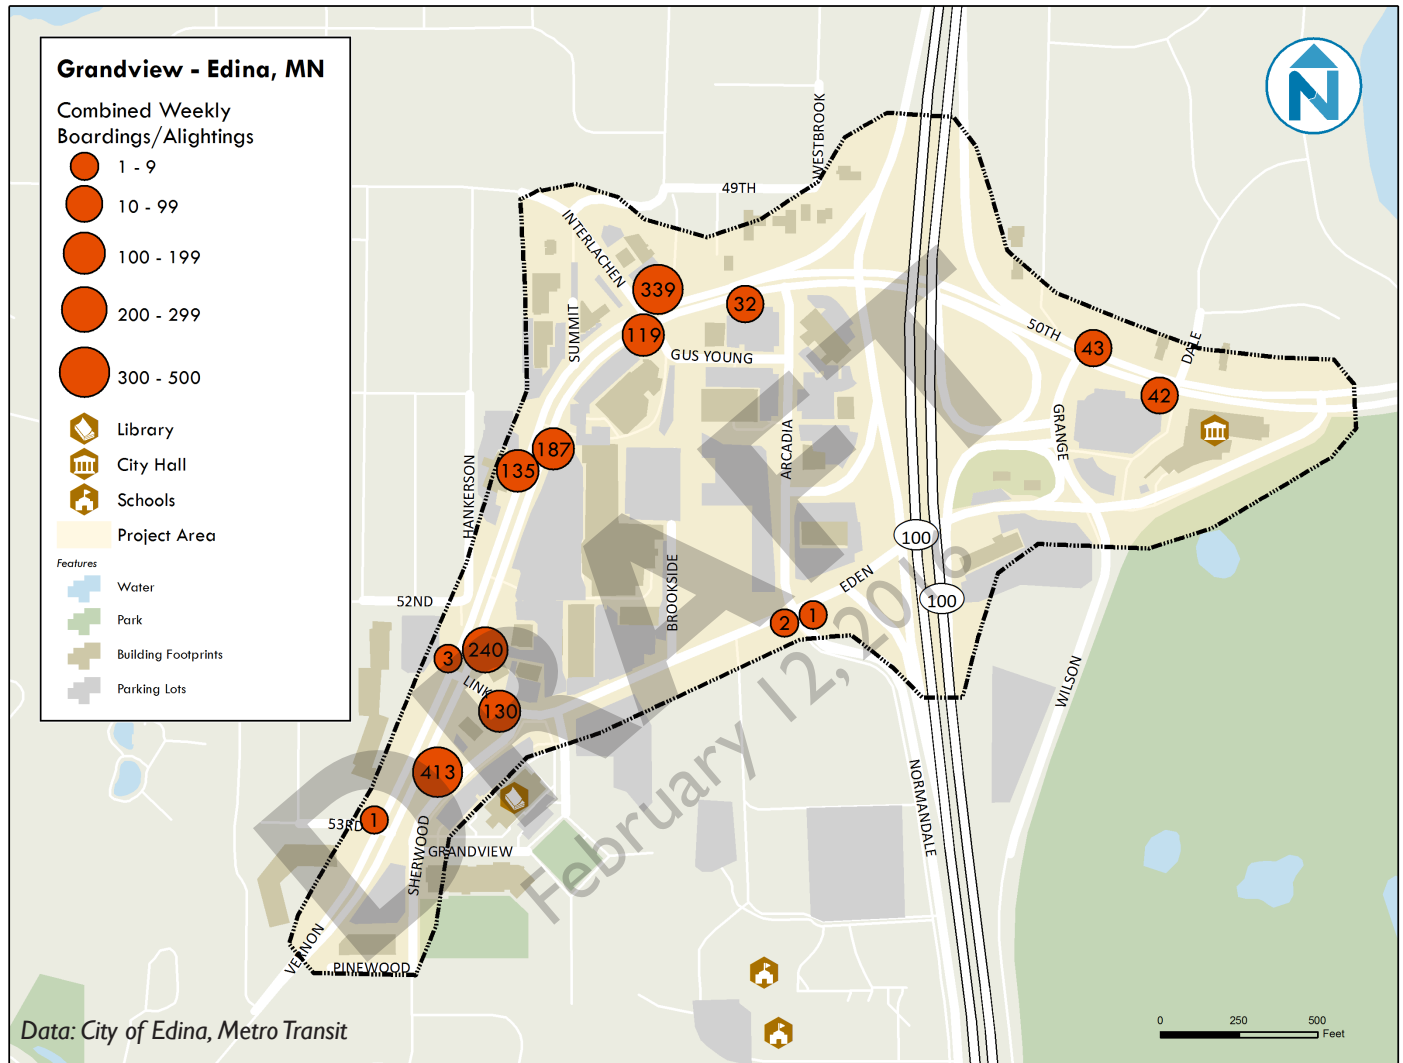 Grandview - Edina, MN
Combined Weekly
Boardings/Alightings
1 - 9
10 - 99
100 - 199
200 - 299
300 - 500
Library
City Hall
Schools
Project Area
Features
Water
Park
Building Footprints
Parking Lots
N
WESTBROOK
49TH
INTERLACHEN
339
32
SUMMIT
119
GUS YOUNG
50TH
43
DALE
42
GRANGE
ARCADIA
187
135
HANKERSON
100
BROOKSIDE
EDEN
52ND
100
2
1
240
3
LINK
130
WILSON
413
1
53RD
SHERWOOD
GRANDVIEW
NORMANDALE
VERNON
PINEWOOD
DRAFT
February 12, 2016
Data: City of Edina, Metro Transit
0 250 500
Feet